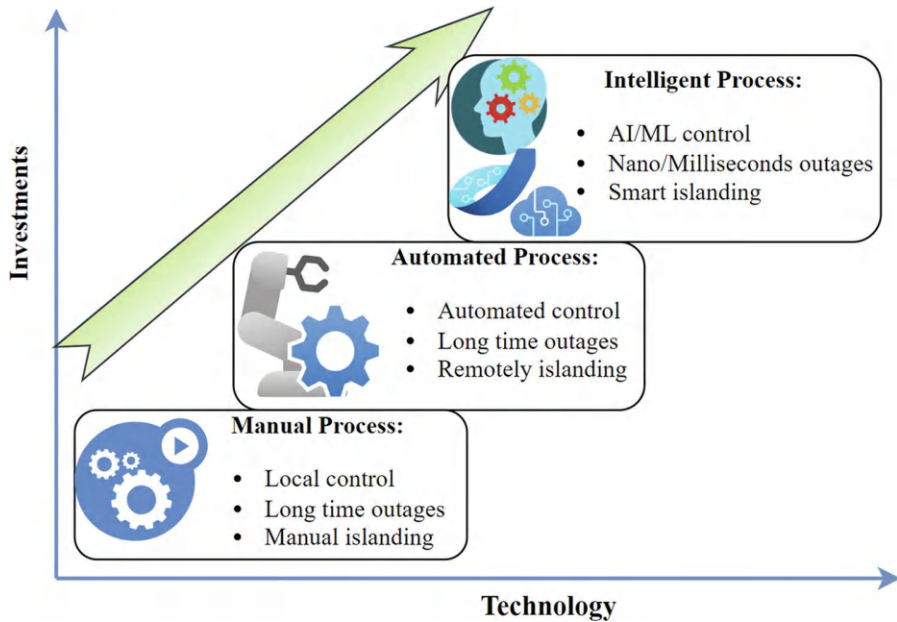 Investments
Intelligent Process:
• AI/ML control
• Nano/Milliseconds outages
• Smart islanding
Automated Process:
• Automated control
• Long time outages
• Remotely islanding
Manual Process:
• Local control
• Long time outages
• Manual islanding
Technology